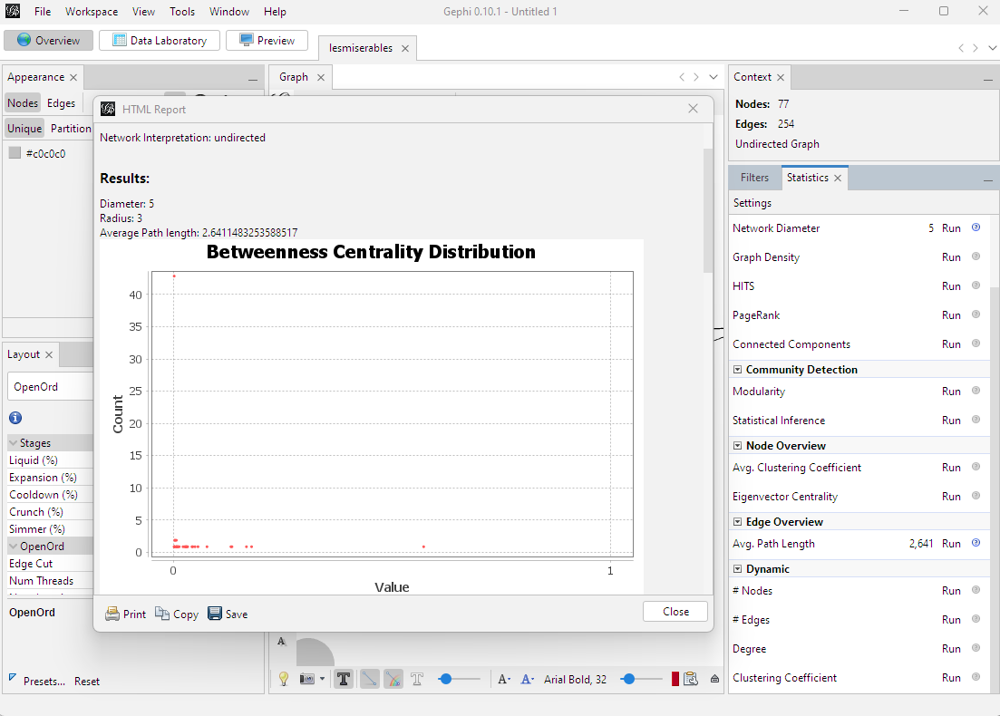 File Workspace View Tools Window Help
Gephi 0.10.1 - Untitled 1
Overview Data Laboratory Preview
lesmiserables
Appearance
Nodes Edges
Unique Partition
#c0c0c0
Layout
OpenOrd
Stages
Liquid (%)
Expansion (%)
Cooldown (%)
Crunch (%)
Simmer (%)
OpenOrd
Edge Cut
Num Threads
OpenOrd
Presets... Reset
Graph
HTML Report
Network Interpretation: undirected
Results:
Diameter: 5
Radius: 3
Average Path length: 2.6411483253588517
Betweenness Centrality Distribution
40
35
30
25
20
15
10
5
0
Count
0 1
Value
Print Copy Save
Close
A
T T A A Arial Bold, 32
Context
Nodes: 77
Edges: 254
Undirected Graph
Filters Statistics
Settings
Network Diameter 5 Run
Graph Density Run
HITS Run
PageRank Run
Connected Components Run
Community Detection
Modularity Run
Statistical Inference Run
Node Overview
Avg. Clustering Coefficient Run
Eigenvector Centrality Run
Edge Overview
Avg. Path Length 2,641 Run
Dynamic
# Nodes Run
# Edges Run
Degree Run
Clustering Coefficient Run